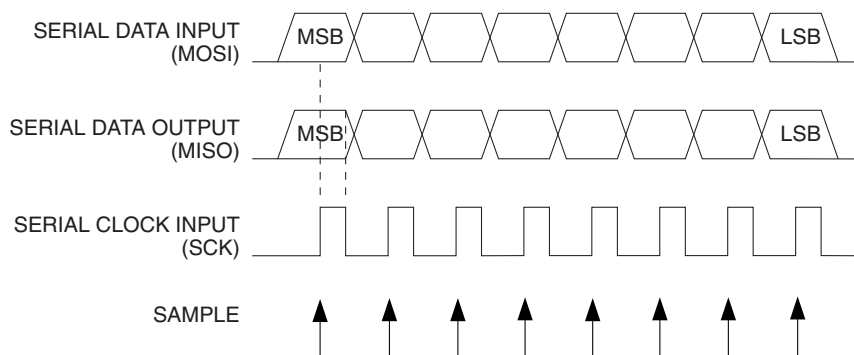 SERIAL DATA INPUT
(MOSI)
MSB
LSB
SERIAL DATA OUTPUT
(MISO)
MSB
LSB
SERIAL CLOCK INPUT
(SCK)
SAMPLE